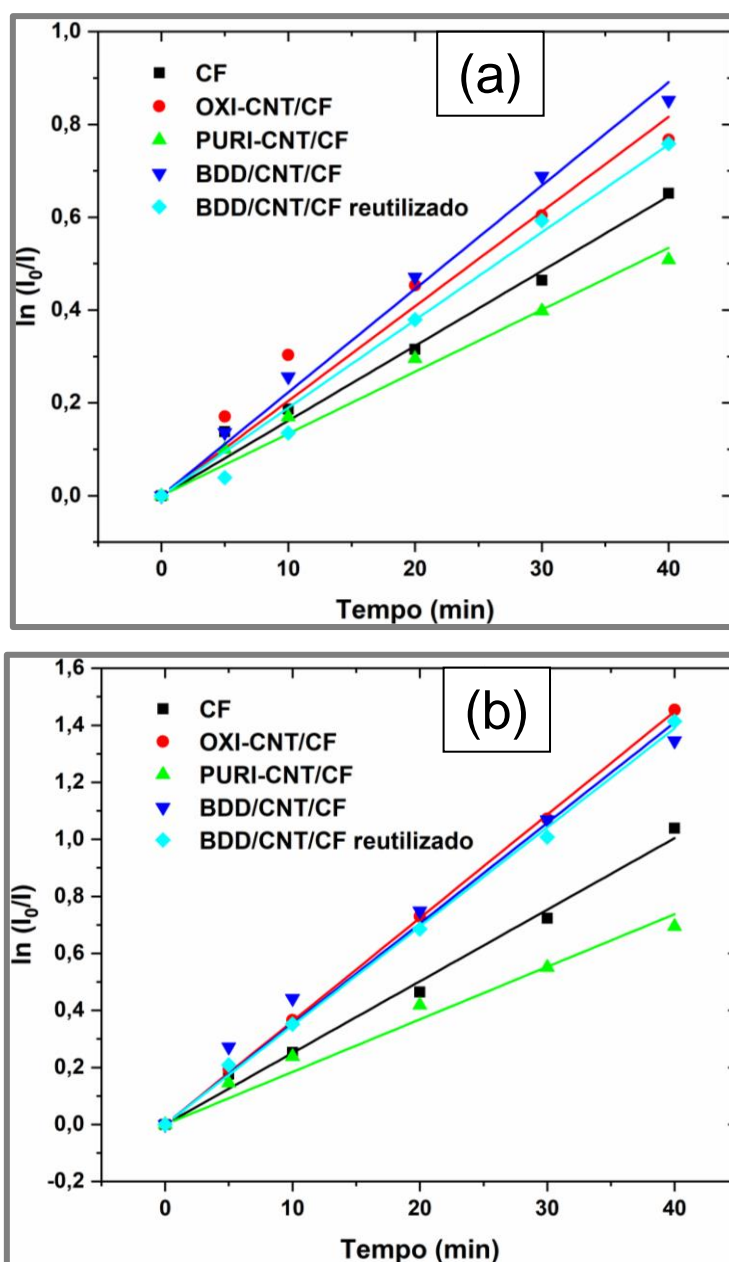 (a)
1,0
0,8
0,6
0,4
0,2
0,0
ln (I₀/I)
CF
OXI-CNT/CF
PURI-CNT/CF
BDD/CNT/CF
BDD/CNT/CF reutilizado
0 10 20 30 40
Tempo (min)
(b)
1,6
1,4
1,2
1,0
0,8
0,6
0,4
0,2
0,0
-0,2
ln (I₀/I)
CF
OXI-CNT/CF
PURI-CNT/CF
BDD/CNT/CF
BDD/CNT/CF reutilizado
0 10 20 30 40
Tempo (min)